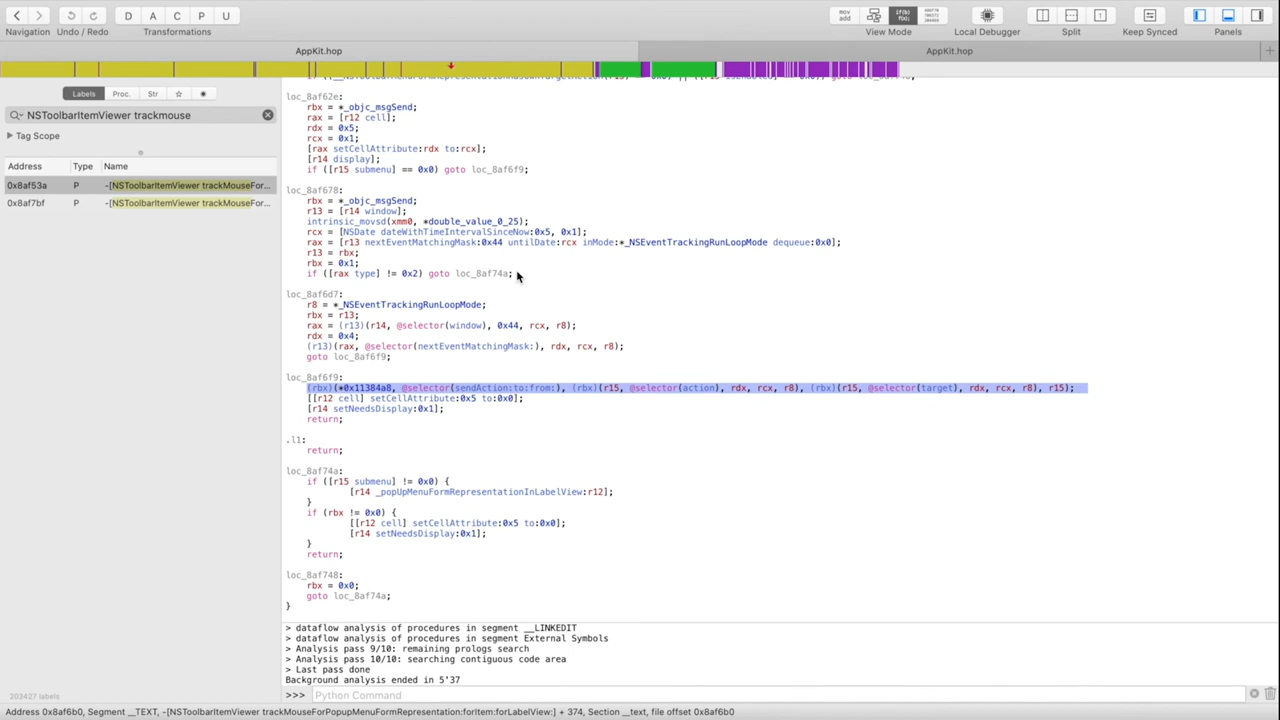 D A C P U
mov add
if(b) f(x);
Navigation Undo / Redo Transformations View Mode Local Debugger Split Keep Synced Panels
AppKit.hop AppKit.hop
Labels Proc. Str
NSToolbarItemViewer trackmouse
Tag Scope
Address Type Name
0x8af53a P -[NSToolbarItemViewer trackMouseFor...
0x8af7bf P -[NSToolbarItemViewer trackMouseFor...
203427 labels
loc_8af62e:
rbx = *_objc_msgSend;
rax = [r12 cell];
rdx = 0x5;
rcx = 0x1;
[rax setCellAttribute:rdx to:rcx];
[r14 display];
if ([r15 submenu] == 0x0) goto loc_8af6f9;
loc_8af678:
rbx = *_objc_msgSend;
r13 = [r14 window];
intrinsic_movsd(xmm0, *double_value_0_25);
rcx = [NSDate dateWithTimeIntervalSinceNow:0x5, 0x1];
rax = [r13 nextEventMatchingMask:0x44 untilDate:rcx inMode:*_NSEventTrackingRunLoopMode dequeue:0x0];
r13 = rbx;
rbx = 0x1;
if ([rax type] != 0x2) goto loc_8af74a;
loc_8af6d7:
r8 = *_NSEventTrackingRunLoopMode;
rbx = r13;
rax = (r13)(r14, @selector(window), 0x44, rcx, r8);
rdx = 0x4;
(r13)(rax, @selector(nextEventMatchingMask:), rdx, rcx, r8);
goto loc_8af6f9;
loc_8af6f9:
(rbx)(*0x11384a8, @selector(sendAction:to:from:), (rbx)(r15, @selector(action), rdx, rcx, r8), (rbx)(r15, @selector(target), rdx, rcx, r8), r15);
[[r12 cell] setCellAttribute:0x5 to:0x0];
[r14 setNeedsDisplay:0x1];
return;
.l1:
return;
loc_8af74a:
if ([r15 submenu] != 0x0) {
[r14 _popUpMenuFormRepresentationInLabelView:r12];
}
if (rbx != 0x0) {
[[r12 cell] setCellAttribute:0x5 to:0x0];
[r14 setNeedsDisplay:0x1];
}
return;
loc_8af748:
rbx = 0x0;
goto loc_8af74a;
}
> dataflow analysis of procedures in segment __LINKEDIT
> dataflow analysis of procedures in segment External Symbols
> Analysis pass 9/10: remaining prologs search
> Analysis pass 10/10: searching contiguous code area
> Last pass done
Background analysis ended in 5'37
>>> Python Command
Address 0x8af6b0, Segment __TEXT, -[NSToolbarItemViewer trackMouseForPopupMenuFormRepresentation:forItem:forLabelView:] + 374, Section __text, file offset 0x8af6b0